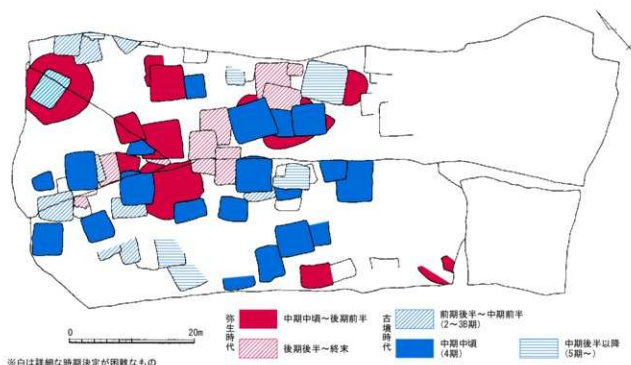 0
20m
※白は詳細な時期決定が困難なもの
弥生時代
中期中頃～後期前半
後期後半～終末
古墳時代
前期後半～中期前半
(2～3B期)
中期中頃
(4期)
中期後半以降
(5期～)